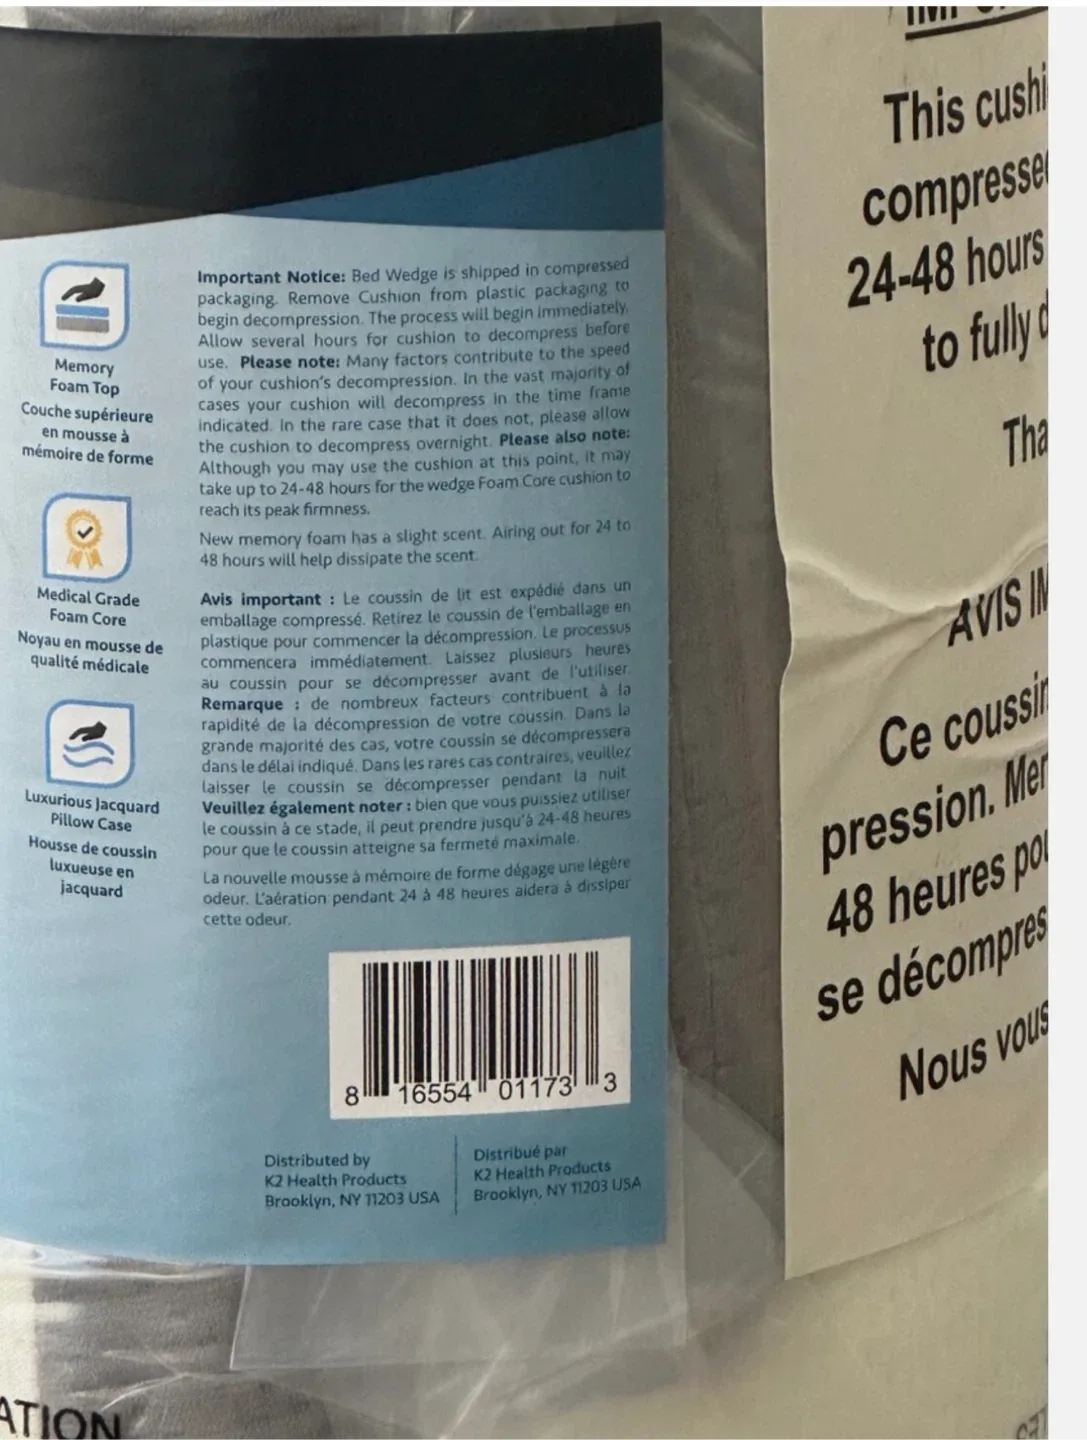 Memory
Foam Top
Couche supérieure
en mousse à
mémoire de forme
Medical Grade
Foam Core
Noyau en mousse de
qualité médicale
Luxurious Jacquard
Pillow Case
Housse de coussin
luxueuse en
jacquard
Important Notice: Bed Wedge is shipped in compressed
packaging. Remove Cushion from plastic packaging to
begin decompression. The process will begin immediately.
Allow several hours for cushion to decompress before
use. Please note: Many factors contribute to the speed
of your cushion's decompression. In the vast majority of
cases your cushion will decompress in the time frame
indicated. In the rare case that it does not, please allow
the cushion to decompress overnight. Please also note:
Although you may use the cushion at this point, it may
take up to 24-48 hours for the wedge Foam Core cushion to
reach its peak firmness.
New memory foam has a slight scent. Airing out for 24 to
48 hours will help dissipate the scent.
Avis important : Le coussin de lit est expédié dans un
emballage compressé. Retirez le coussin de l'emballage en
plastique pour commencer la décompression. Le processus
commencera immédiatement. Laissez plusieurs heures
au coussin pour se décompresser avant de l'utiliser.
Remarque : de nombreux facteurs contribuent à la
rapidité de la décompression de votre coussin. Dans la
grande majorité des cas, votre coussin se décompressera
dans le délai indiqué. Dans les rares cas contraires, veuillez
laisser le coussin se décompresser pendant la nuit.
Veuillez également noter : bien que vous puissiez utiliser
le coussin à ce stade, il peut prendre jusqu'à 24-48 heures
pour que le coussin atteigne sa fermeté maximale.
La nouvelle mousse à mémoire de forme dégage une légère
odeur. L'aération pendant 24 à 48 heures aidera à dissiper
cette odeur.
8 16554 01173 3
Distributed by
K2 Health Products
Brooklyn, NY 11203 USA
Distribué par
K2 Health Products
Brooklyn, NY 11203 USA
This cushi
compresse
24-48 hours
to fully d
Tha
AVIS IM
Ce coussin
pression. Mer
48 heures pou
se décompres
Nous vous
ATION